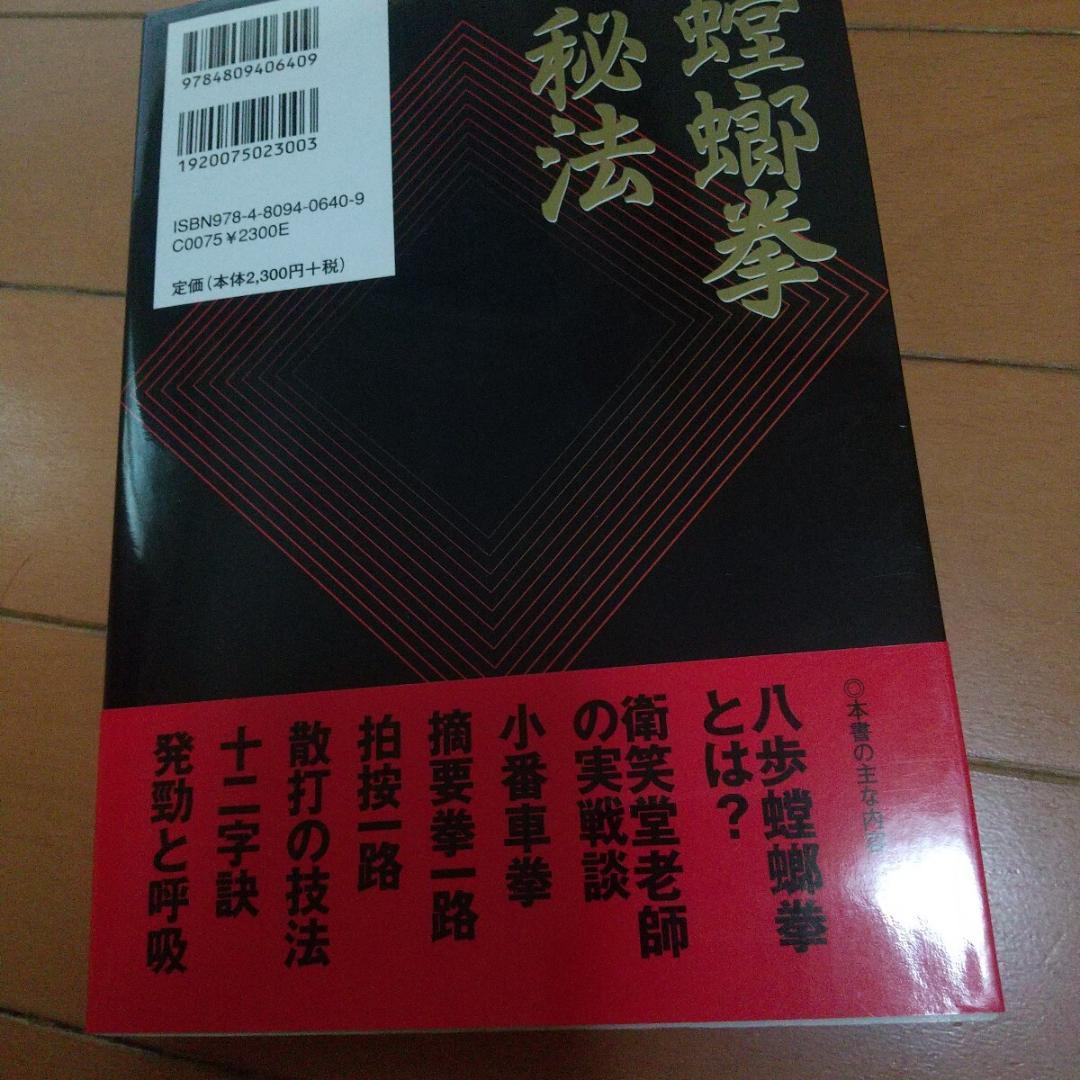 9784809406409
1920075023003
ISBN978-4-8094-0640-9
C0075 ¥2300E
定価(本体2,300円+税)
螳螂拳
秘法
◎本書の主な内容
八歩螳螂拳
とは?
衛笑堂老師
の実戦談
小番車拳
摘要拳一路
拍按一路
散打の技法
十二字訣
発勁と呼吸